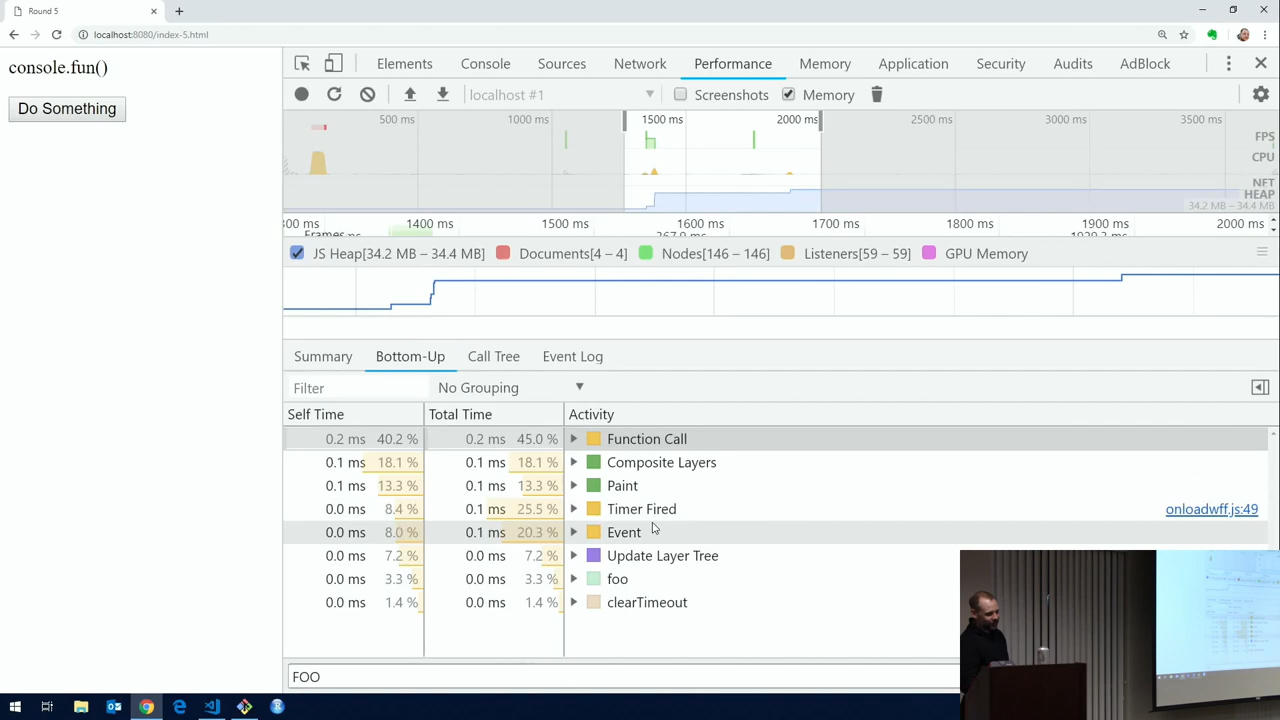 Round 5
localhost:8080/index-5.html
console.fun()
Do Something
Elements Console Sources Network Performance Memory Application Security Audits AdBlock
localhost #1 Screenshots Memory
500 ms 1000 ms 1500 ms 2000 ms 2500 ms 3000 ms 3500 ms
FPS
CPU
NET
HEAP
34.2 MB – 34.4 MB
300 ms 1400 ms 1500 ms 1600 ms 1700 ms 1800 ms 1900 ms 2000 ms
Frames
JS Heap[34.2 MB – 34.4 MB] Documents[4 – 4] Nodes[146 – 146] Listeners[59 – 59] GPU Memory
Summary Bottom-Up Call Tree Event Log
Filter No Grouping
Self Time Total Time Activity
0.2 ms 40.2 % 0.2 ms 45.0 % Function Call
0.1 ms 18.1 % 0.1 ms 18.1 % Composite Layers
0.1 ms 13.3 % 0.1 ms 13.3 % Paint
0.0 ms 8.4 % 0.1 ms 25.5 % Timer Fired onloadwff.js:49
0.0 ms 8.0 % 0.1 ms 20.3 % Event
0.0 ms 7.2 % 0.0 ms 7.2 % Update Layer Tree
0.0 ms 3.3 % 0.0 ms 3.3 % foo
0.0 ms 1.4 % 0.0 ms 1.4 % clearTimeout
FOO